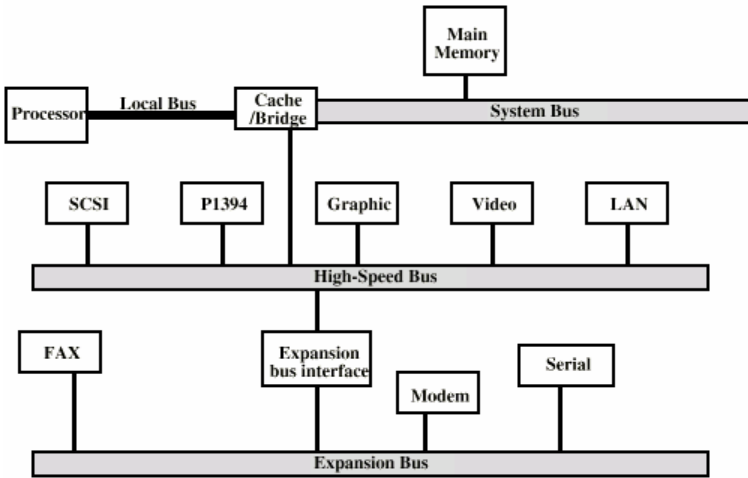 Main
Memory
Processor
Local Bus
Cache
/Bridge
System Bus
SCSI
P1394
Graphic
Video
LAN
High-Speed Bus
FAX
Expansion
bus interface
Modem
Serial
Expansion Bus